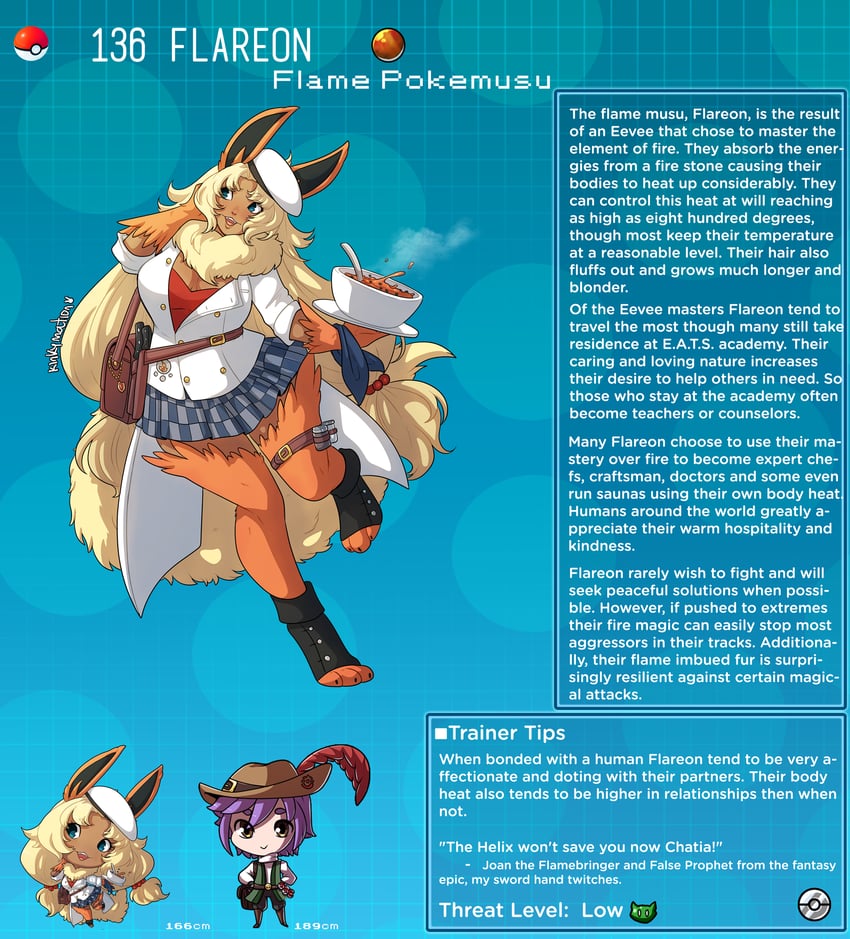 136 FLAREON
Flame Pokemusu
The flame musu, Flareon, is the result
of an Eevee that chose to master the
element of fire. They absorb the ener-
gies from a fire stone causing their
bodies to heat up considerably. They
can control this heat at will reaching
as high as eight hundred degrees,
though most keep their temperature
at a reasonable level. Their hair also
fluffs out and grows much longer and
blonder.
Of the Eevee masters Flareon tend to
travel the most though many still take
residence at E.A.T.S. academy. Their
caring and loving nature increases
their desire to help others in need. So
those who stay at the academy often
become teachers or counselors.
Many Flareon choose to use their ma-
stery over fire to become expert che-
fs, craftsman, doctors and some even
run saunas using their own body heat.
Humans around the world greatly a-
ppreciate their warm hospitality and
kindness.
Flareon rarely wish to fight and will
seek peaceful solutions when possi-
ble. However, if pushed to extremes
their fire magic can easily stop most
aggressors in their tracks. Additiona-
lly, their flame imbued fur is surpri-
singly resilient against certain magic-
al attacks.
kinkymation
■Trainer Tips
When bonded with a human Flareon tend to be very a-
ffectionate and doting with their partners. Their body
heat also tends to be higher in relationships then when
not.
"The Helix won't save you now Chatia!"
- Joan the Flamebringer and False Prophet from the fantasy
epic, my sword hand twitches.
Threat Level: Low
166cm
189cm